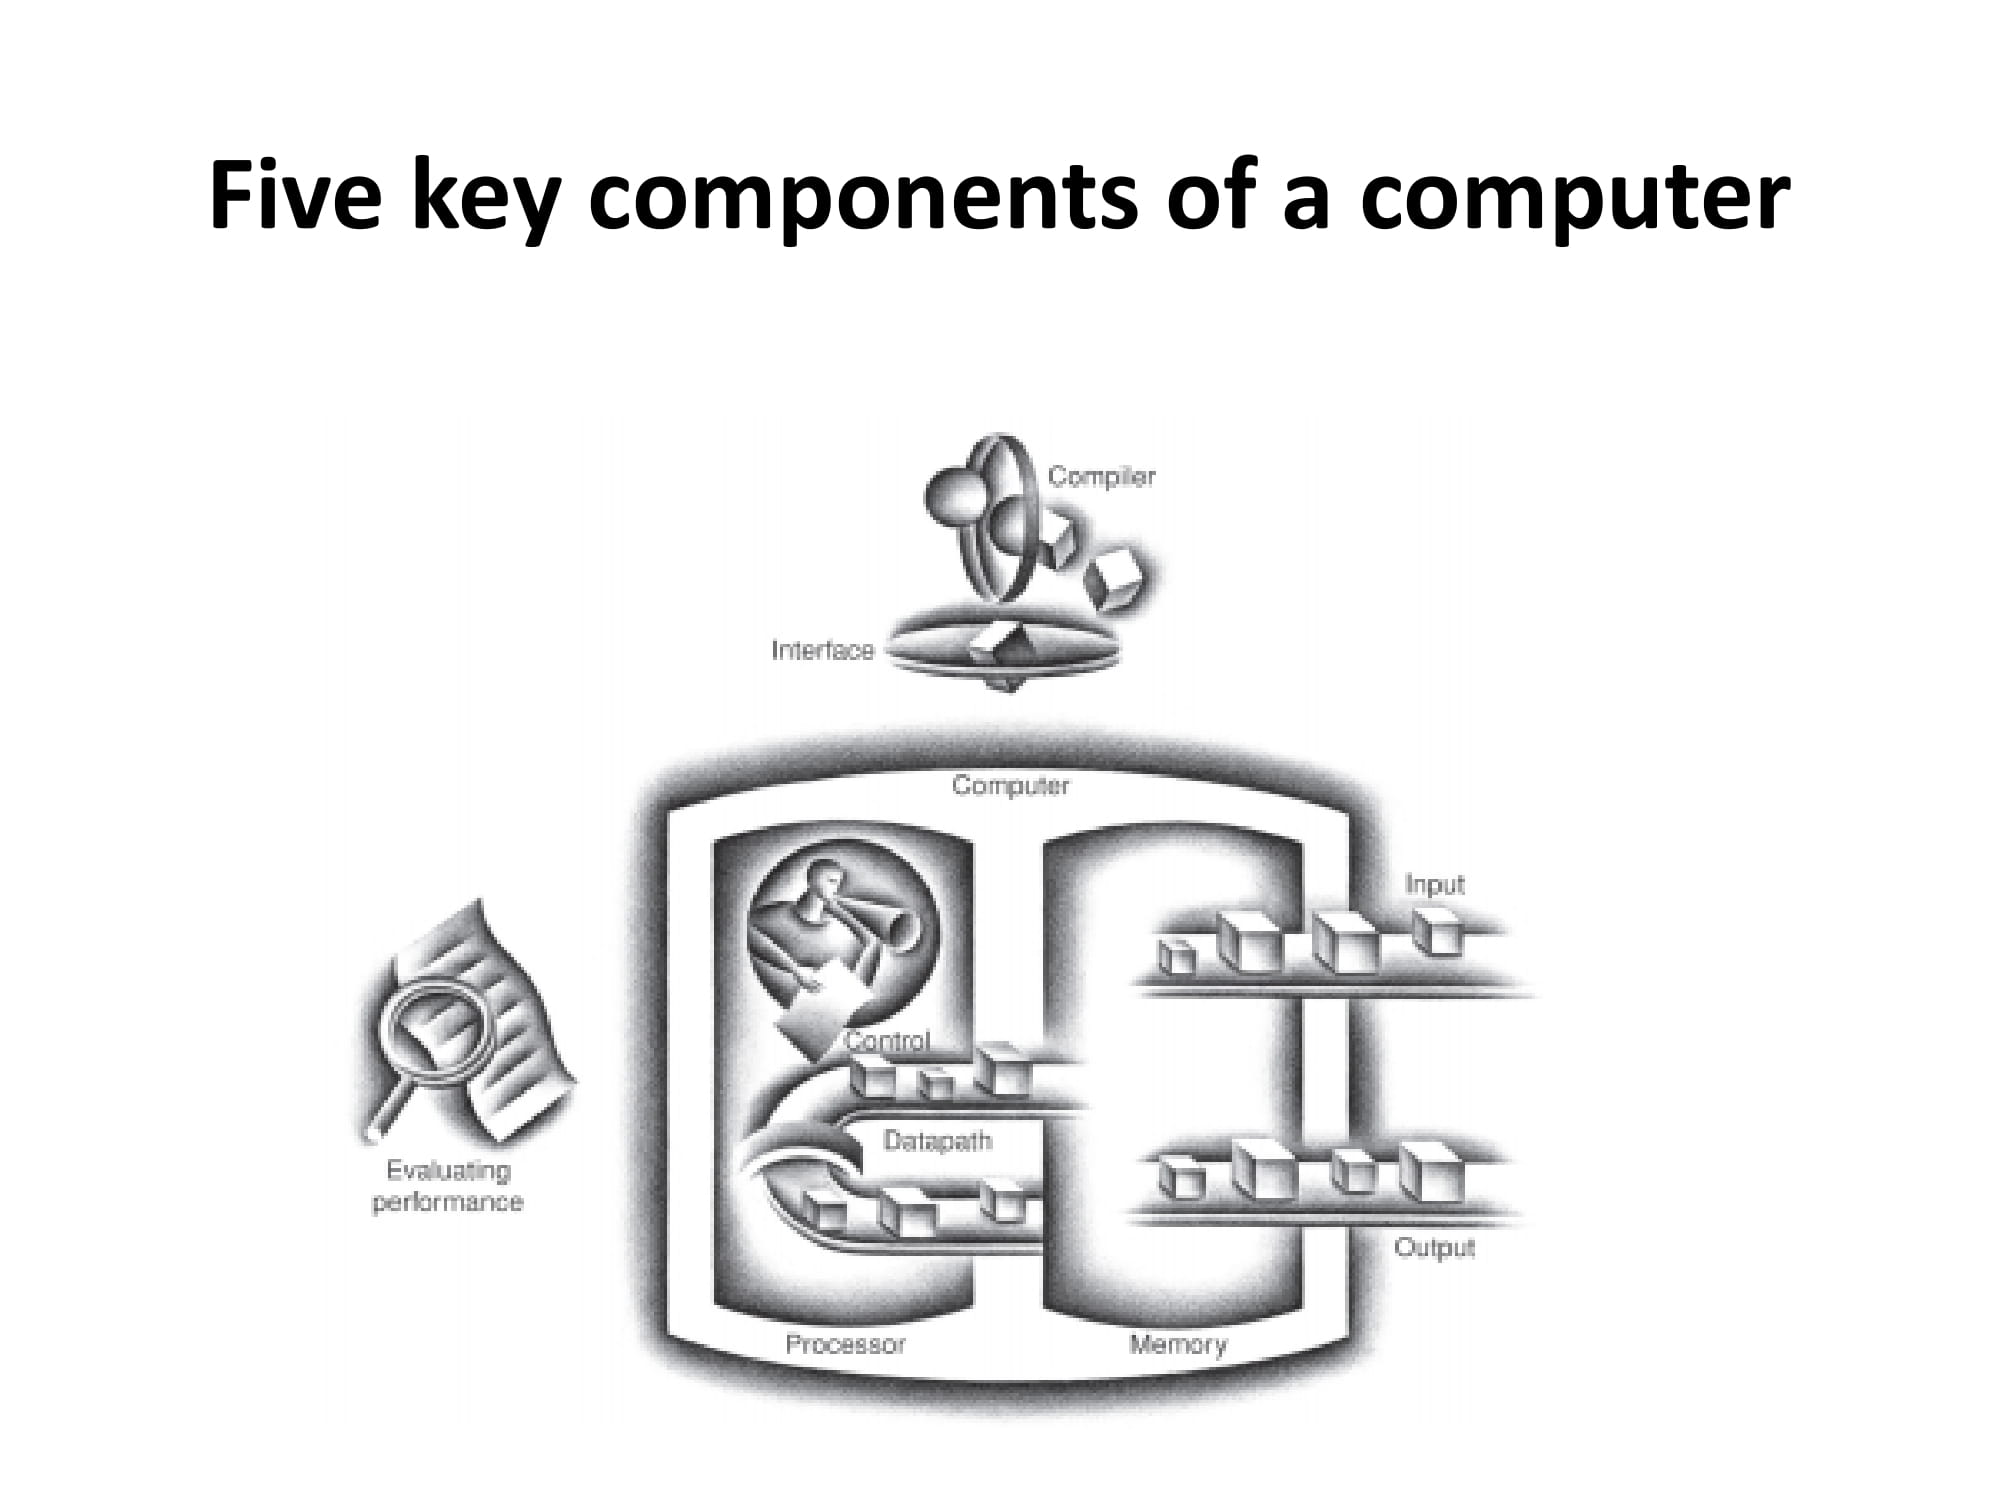 Five key components of a computer
Compiler
Interface
Computer
Input
Control
Datapath
Evaluating
performance
Output
Processor
Memory